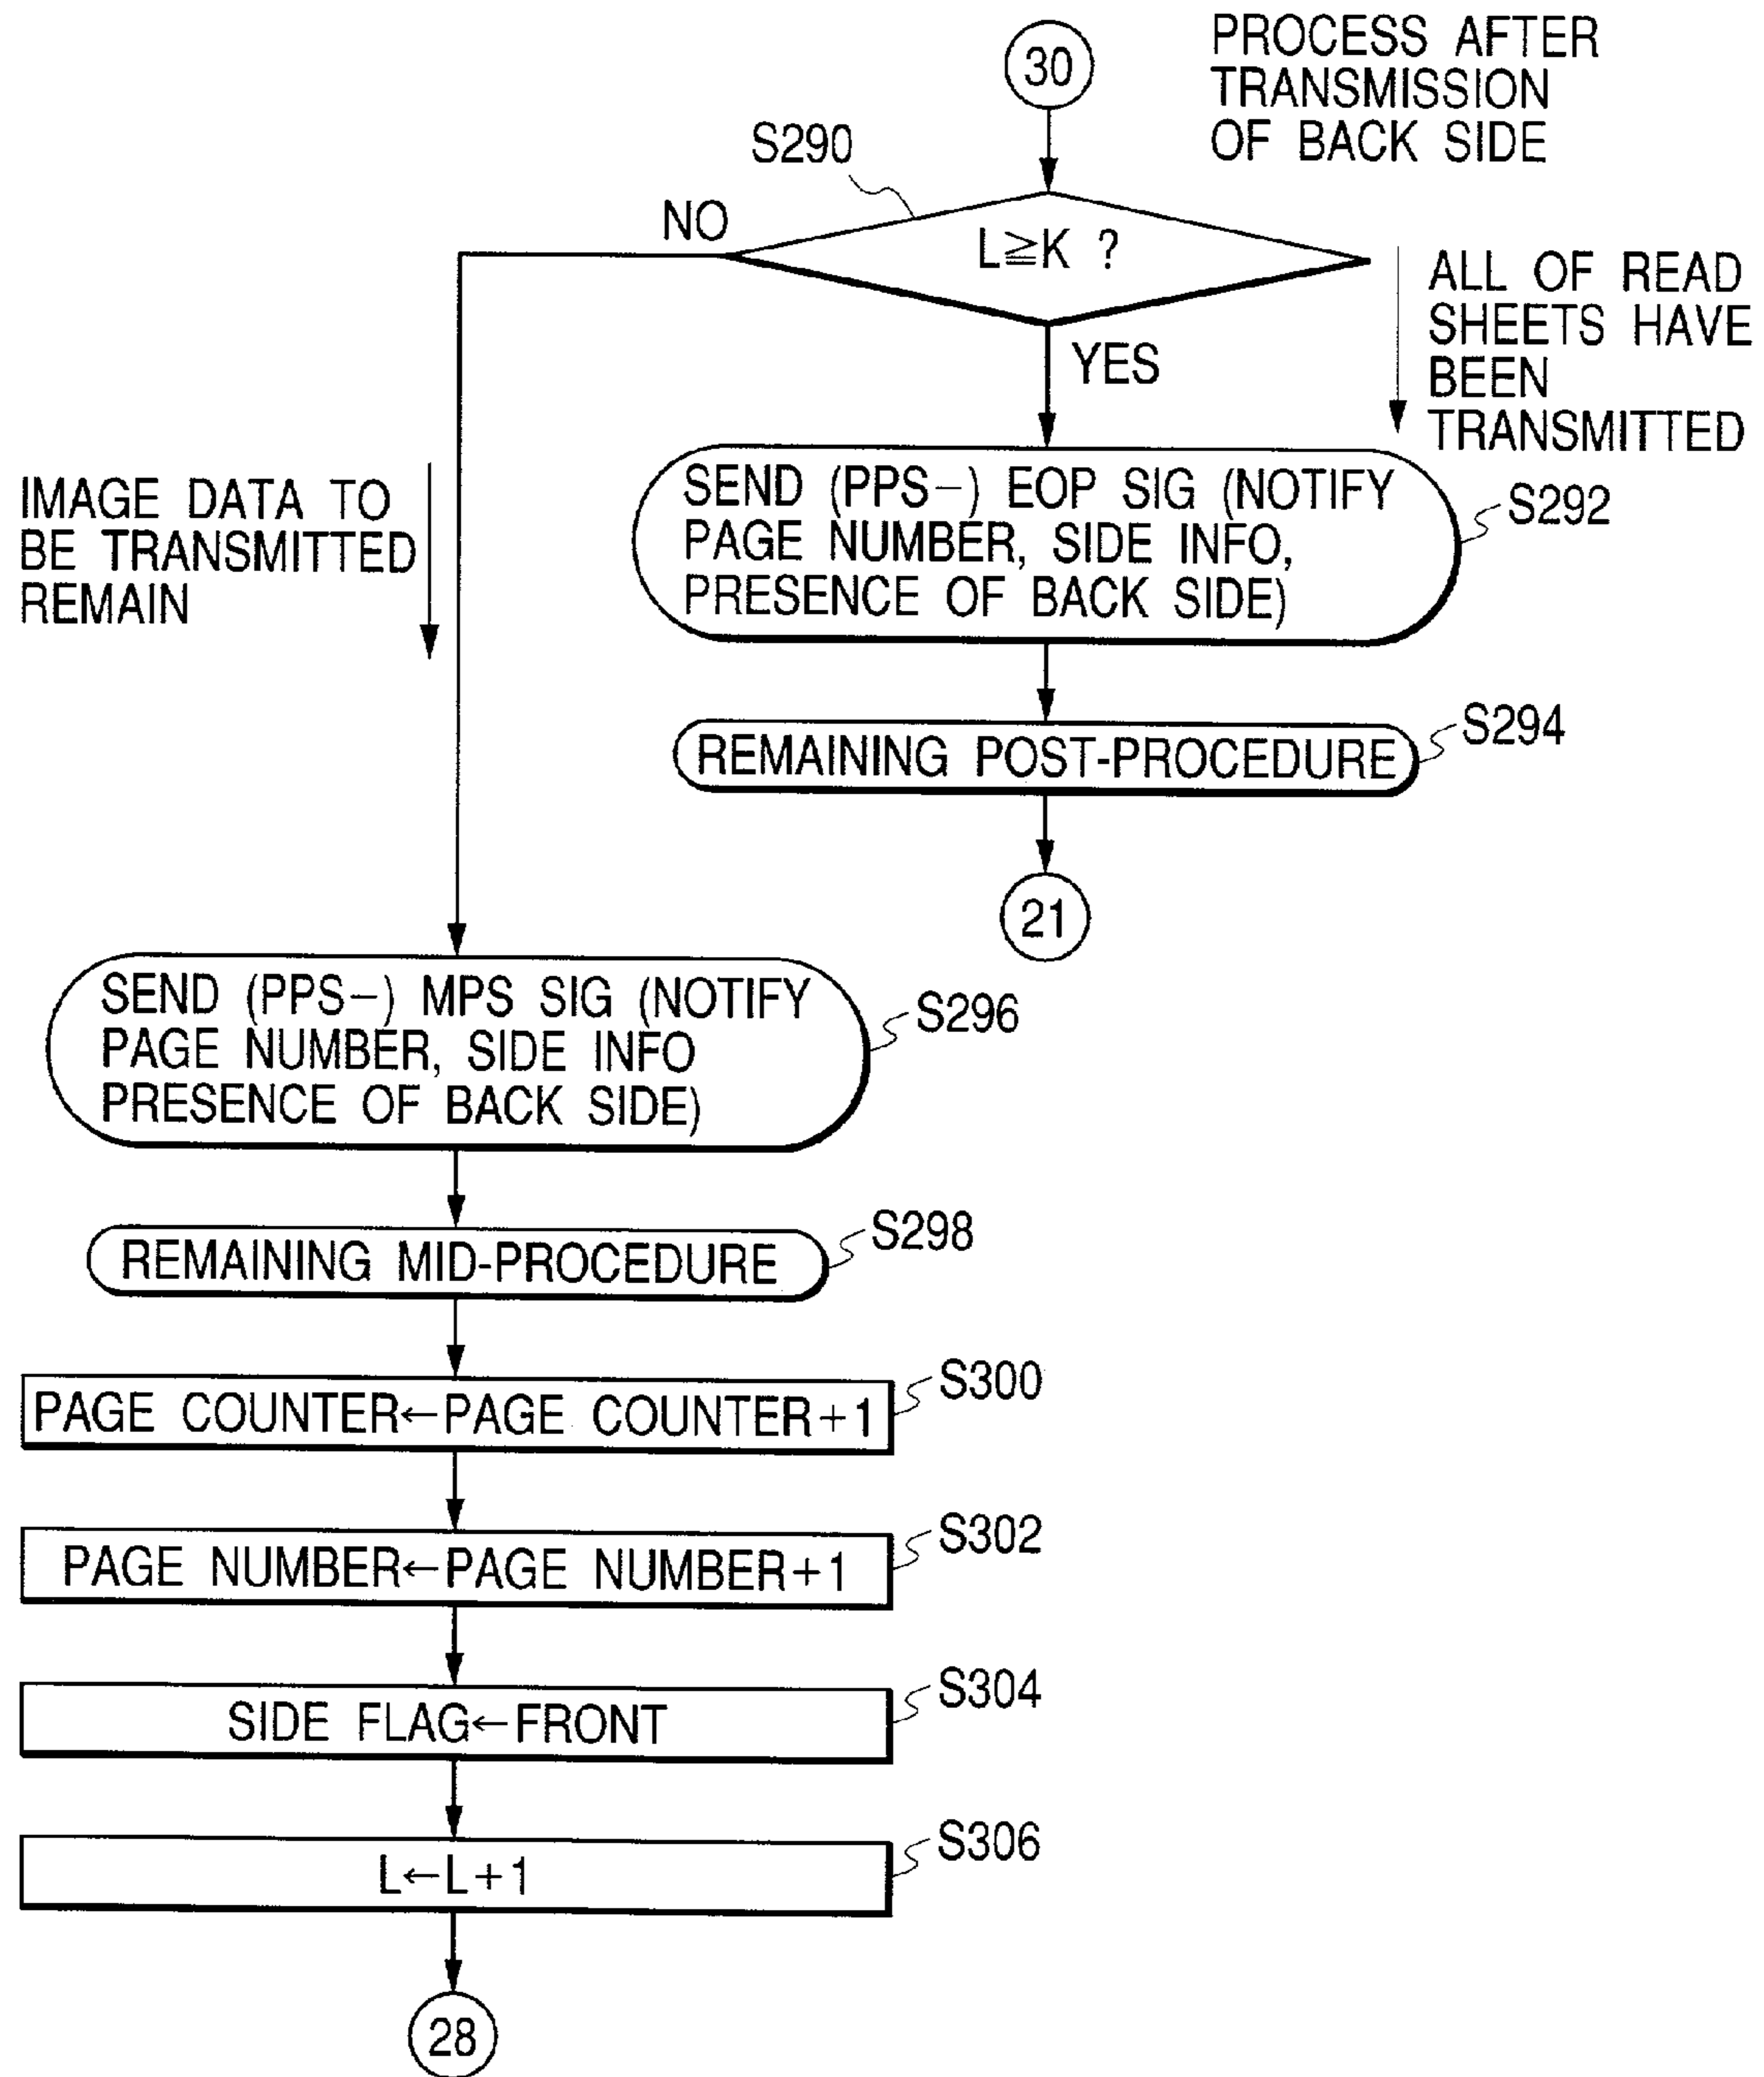 30
PROCESS AFTER
TRANSMISSION
OF BACK SIDE
S290
NO
L≧K ?
YES
ALL OF READ
SHEETS HAVE
BEEN
TRANSMITTED
IMAGE DATA TO
BE TRANSMITTED
REMAIN
SEND (PPS-) EOP SIG (NOTIFY
PAGE NUMBER, SIDE INFO,
PRESENCE OF BACK SIDE)
S292
REMAINING POST-PROCEDURE
S294
21
SEND (PPS-) MPS SIG (NOTIFY
PAGE NUMBER, SIDE INFO
PRESENCE OF BACK SIDE)
S296
REMAINING MID-PROCEDURE
S298
PAGE COUNTER←PAGE COUNTER+1
S300
PAGE NUMBER←PAGE NUMBER+1
S302
SIDE FLAG←FRONT
S304
L←L+1
S306
28